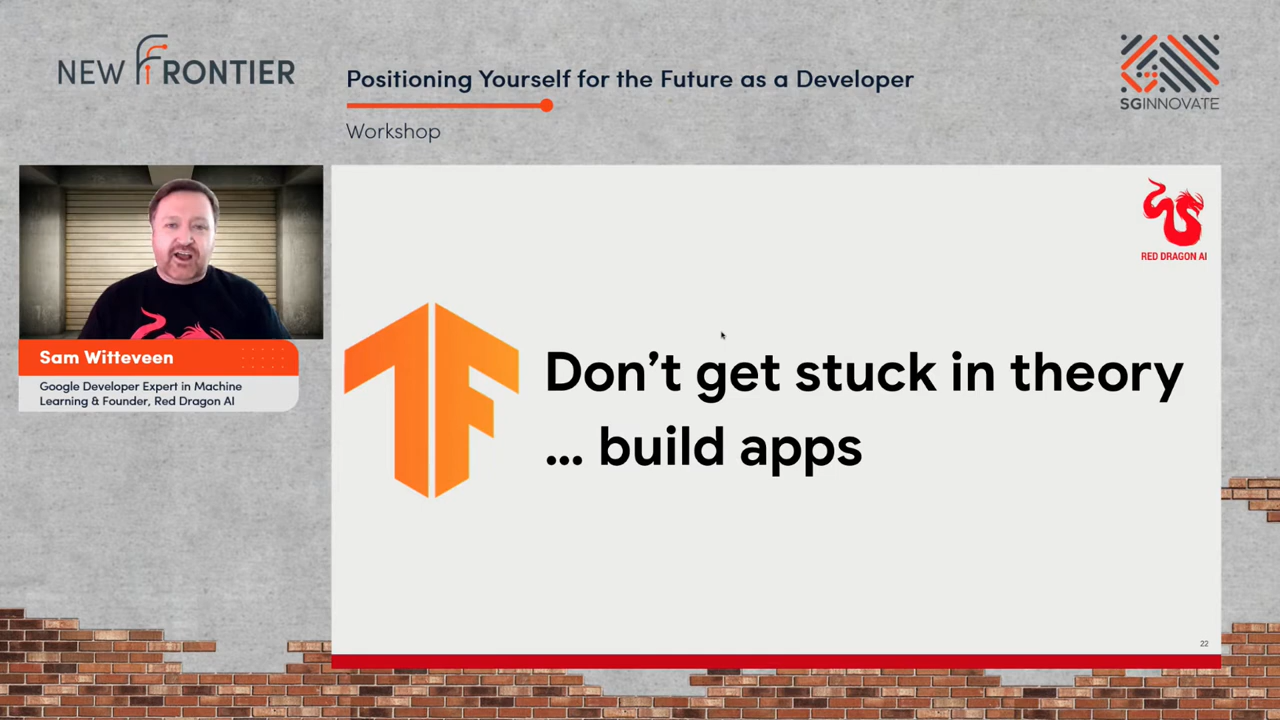 NEW FRONTIER
Positioning Yourself for the Future as a Developer
Workshop
SGINNOVATE
RED DRAGON AI
Sam Witteveen
Google Developer Expert in Machine
Learning & Founder, Red Dragon AI
Don't get stuck in theory
... build apps
22